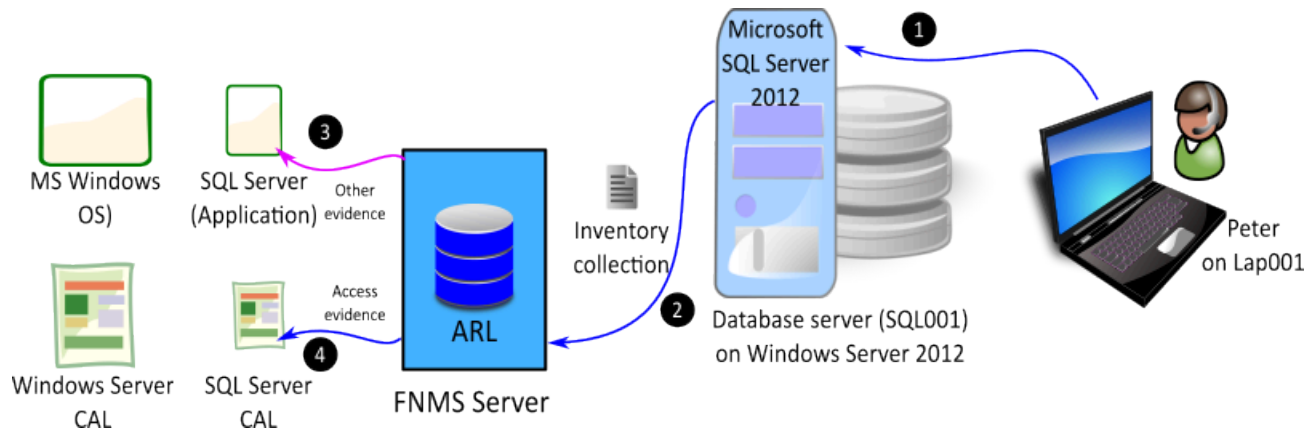 1
Microsoft
SQL Server
2012
3
MS Windows
OS)
SQL Server
(Application)
Other
evidence
Inventory
collection
Peter
on Lap001
ARL
Access
evidence
2
4
Database server (SQL001)
on Windows Server 2012
Windows Server
CAL
SQL Server
CAL
FNMS Server